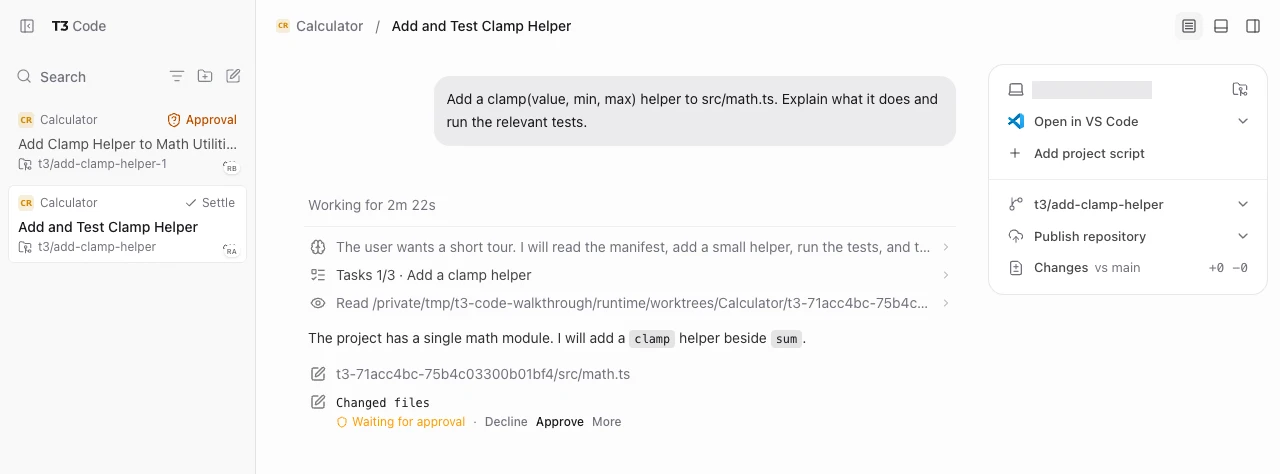 T3 Code
Search
CR Calculator Approval
Add Clamp Helper to Math Utiliti...
t3/add-clamp-helper-1
RB
CR Calculator Settle
Add and Test Clamp Helper
t3/add-clamp-helper
RA
CR Calculator / Add and Test Clamp Helper
Add a clamp(value, min, max) helper to src/math.ts. Explain what it does and
run the relevant tests.
Working for 2m 22s
The user wants a short tour. I will read the manifest, add a small helper, run the tests, and t...
Tasks 1/3 · Add a clamp helper
Read /private/tmp/t3-code-walkthrough/runtime/worktrees/Calculator/t3-71acc4bc-75b4c...
The project has a single math module. I will add a clamp helper beside sum.
t3-71acc4bc-75b4c03300b01bf4/src/math.ts
Changed files
Waiting for approval · Decline Approve More
Open in VS Code
Add project script
t3/add-clamp-helper
Publish repository
Changes vs main +0 −0